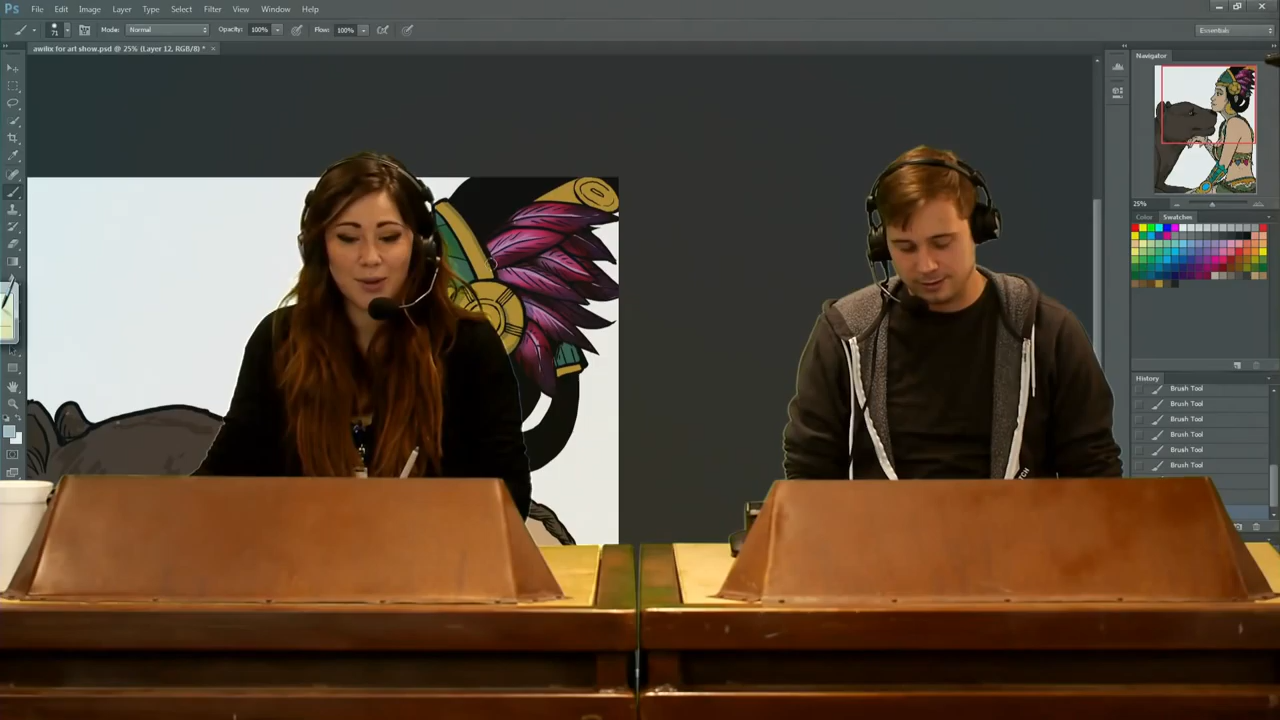 Ps File Edit Image Layer Type Select Filter View Window Help
71 Mode: Normal Opacity: 100% Flow: 100% Essentials
awilix for art show.psd @ 25% (Layer 12, RGB/8) * ×
Navigator
25%
Color Swatches
History
Brush Tool
Brush Tool
Brush Tool
Brush Tool
Brush Tool
Brush Tool